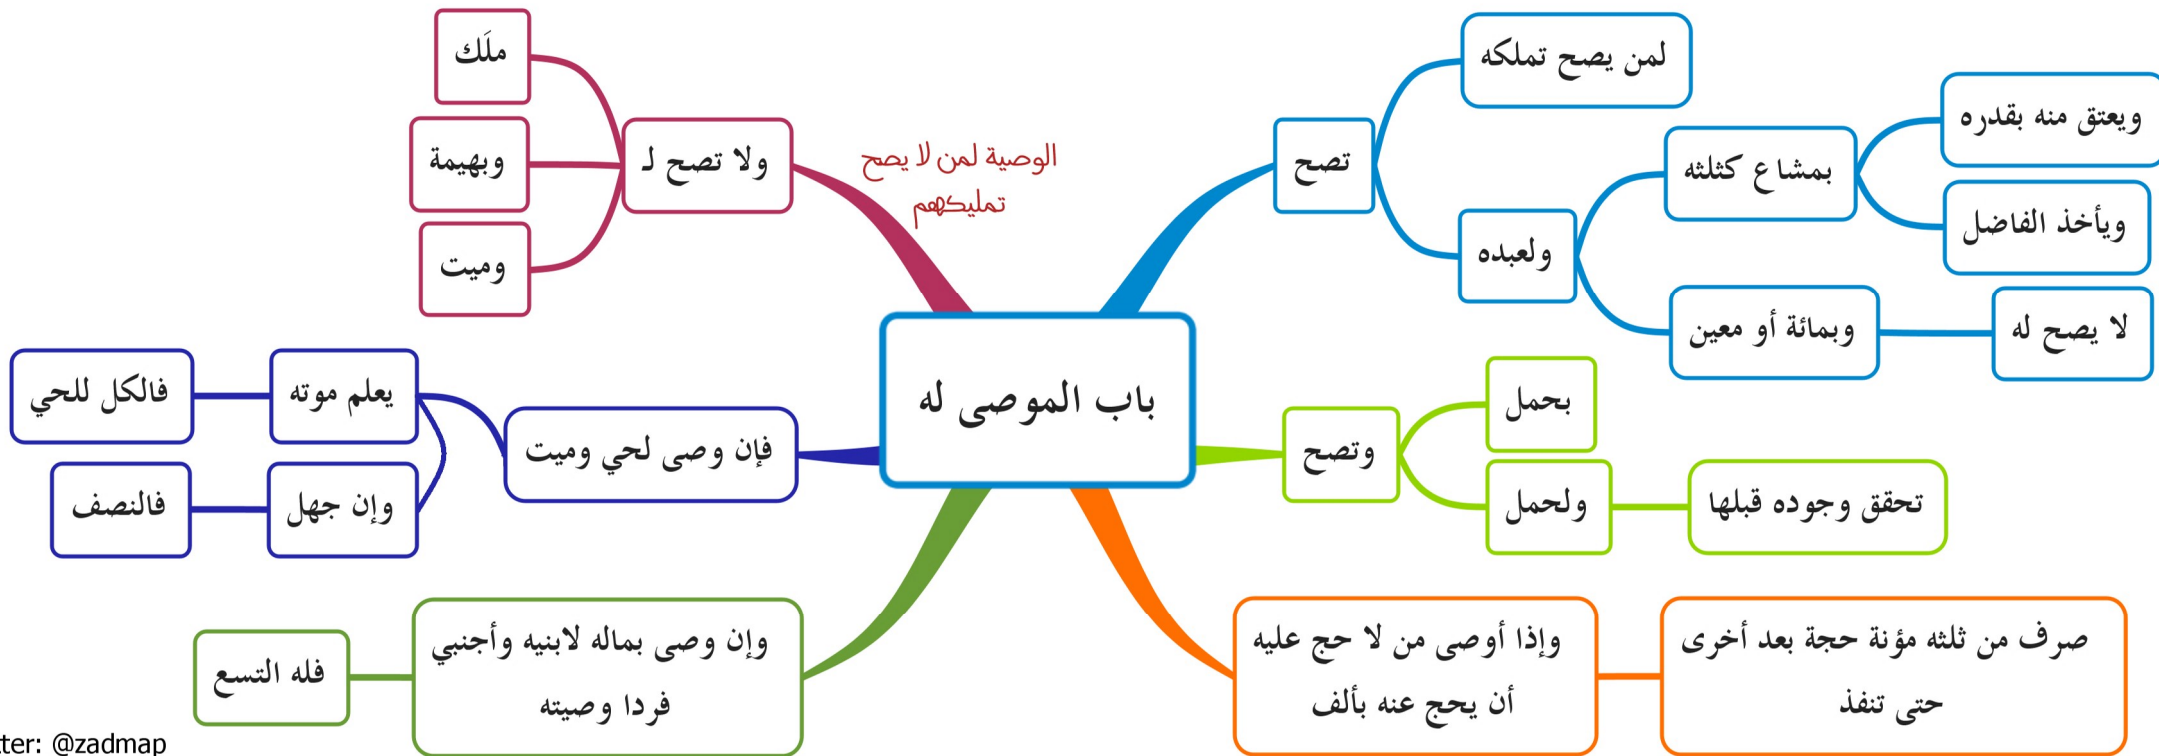 باب الموصى له
تصح
لمن يصح تملكه
ولعبده
بمشاع كثلثه
ويعتق منه بقدره
ويأخذ الفاضل
وبمائة أو معين
لا يصح له
وتصح
بحمل
ولحمل
تحقق وجوده قبلها
وإذا أوصى من لا حج عليه
أن يحج عنه بألف
صرف من ثلثه مؤنة حجة بعد أخرى
حتى تنفذ
الوصية لمن لا يصح
تمليكهم
ولا تصح لـ
ملَك
وبهيمة
وميت
فإن وصى لحي وميت
يعلم موته
فالكل للحي
وإن جهل
فالنصف
وإن وصى بماله لابنيه وأجنبي
فردا وصيته
فله التسع
ter: @zadmap